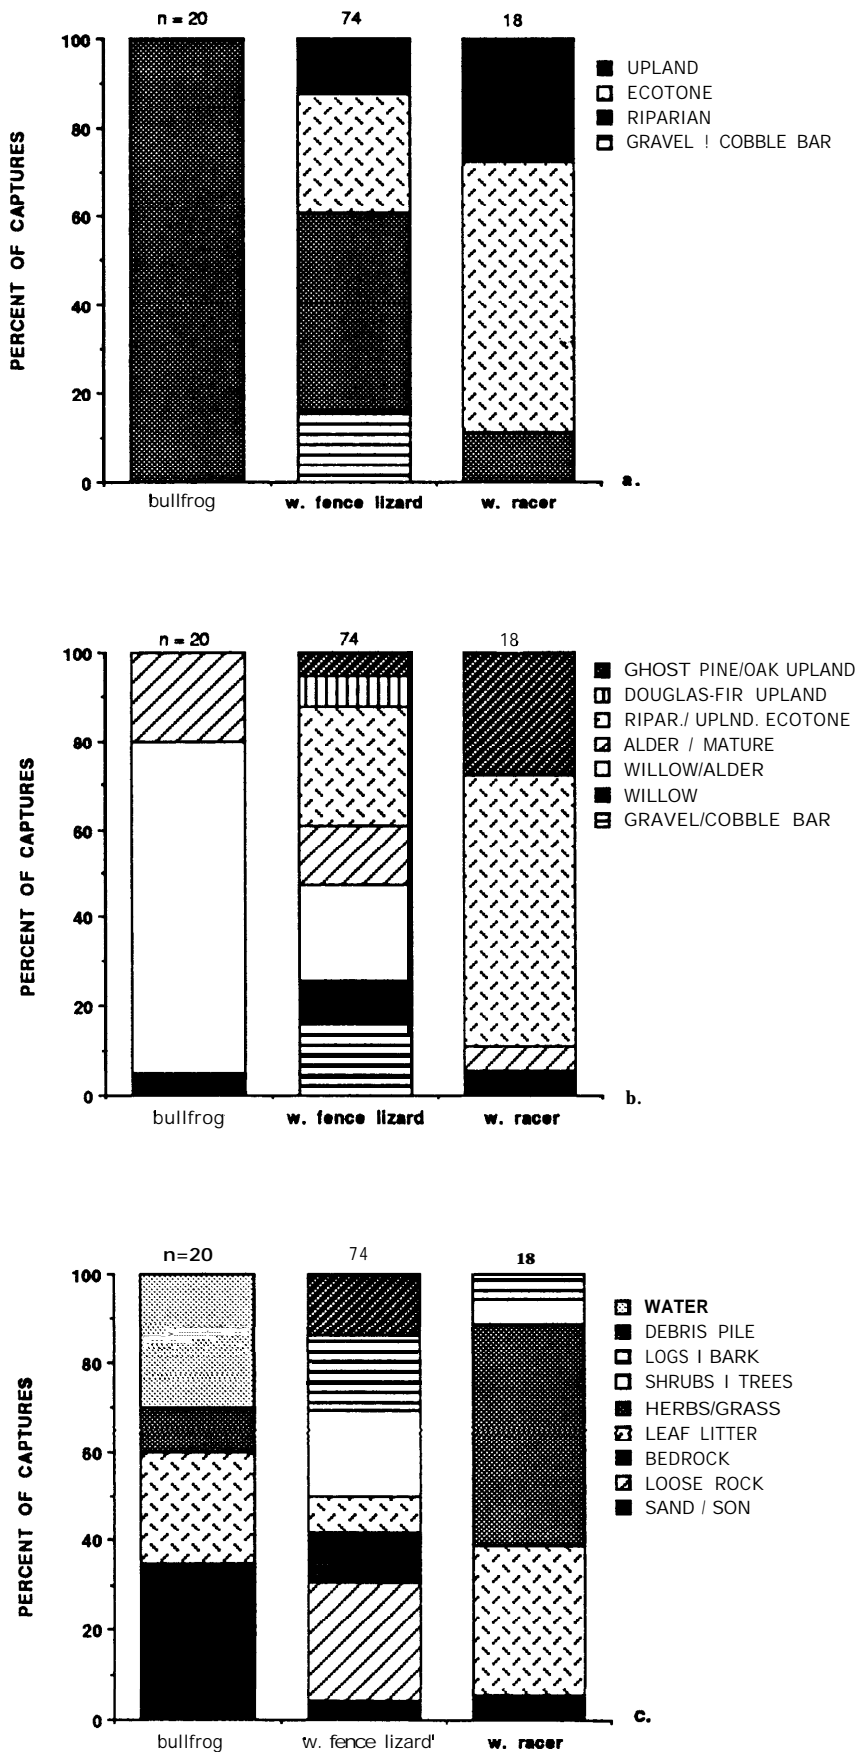 n = 20 74 18
100
80
60
40
20
0
PERCENT OF CAPTURES
UPLAND
ECOTONE
RIPARIAN
GRAVEL ! COBBLE BAR
bullfrog w. fence lizard w. racer
a.
n = 20 74 18
100
80
60
40
20
0
PERCENT OF CAPTURES
GHOST PINE/OAK UPLAND
DOUGLAS-FIR UPLAND
RIPAR./ UPLND. ECOTONE
ALDER / MATURE
WILLOW/ALDER
WILLOW
GRAVEL/COBBLE BAR
bullfrog w. fence lizard w. racer
b.
n=20 74 18
100
80
60
40
20
0
PERCENT OF CAPTURES
WATER
DEBRIS PILE
LOGS I BARK
SHRUBS I TREES
HERBS/GRASS
LEAF LITTER
BEDROCK
LOOSE ROCK
SAND / SON
bullfrog w. fence lizard' w. racer
c.